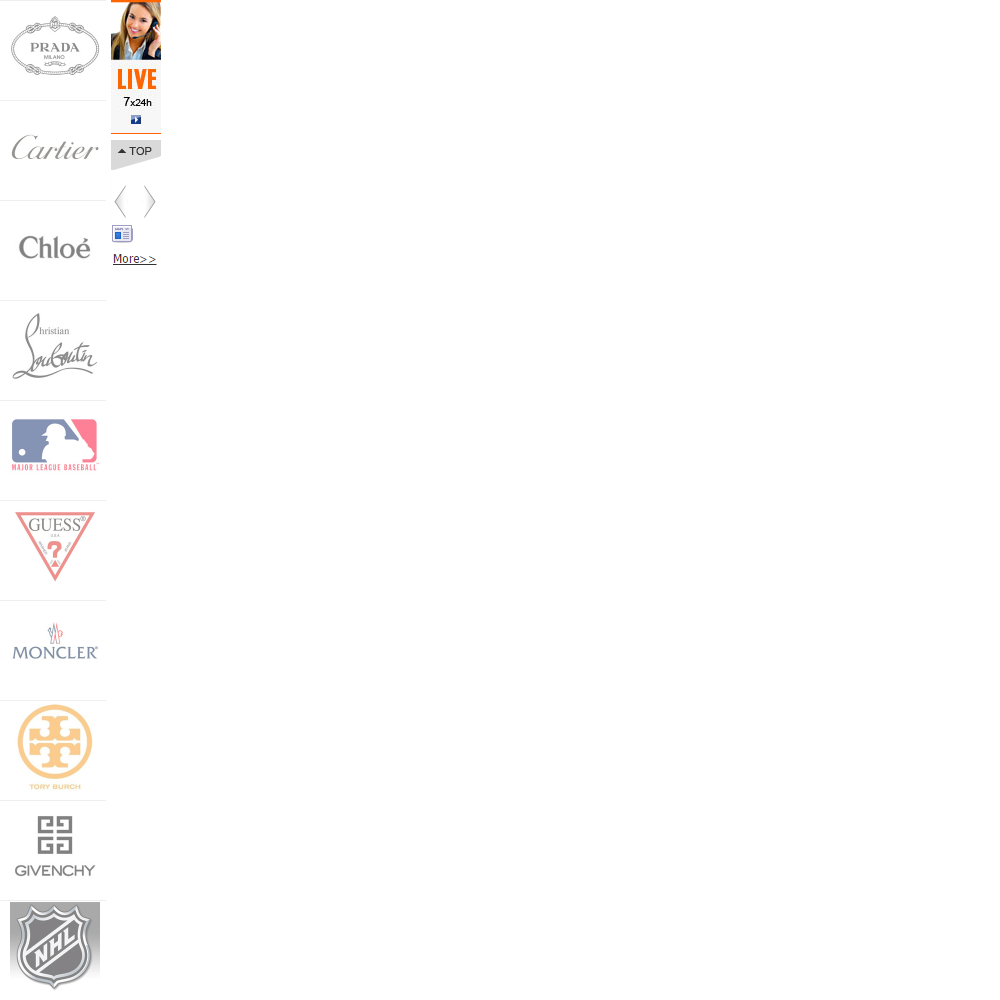 PRADA
MILANO
Cartier
Chloé
Christian
Louboutin
MAJOR LEAGUE BASEBALL
GUESS®
U.S.A.
?
MONCLER
TORY BURCH
GIVENCHY
NHL
LIVE
7x24h
TOP
More>>